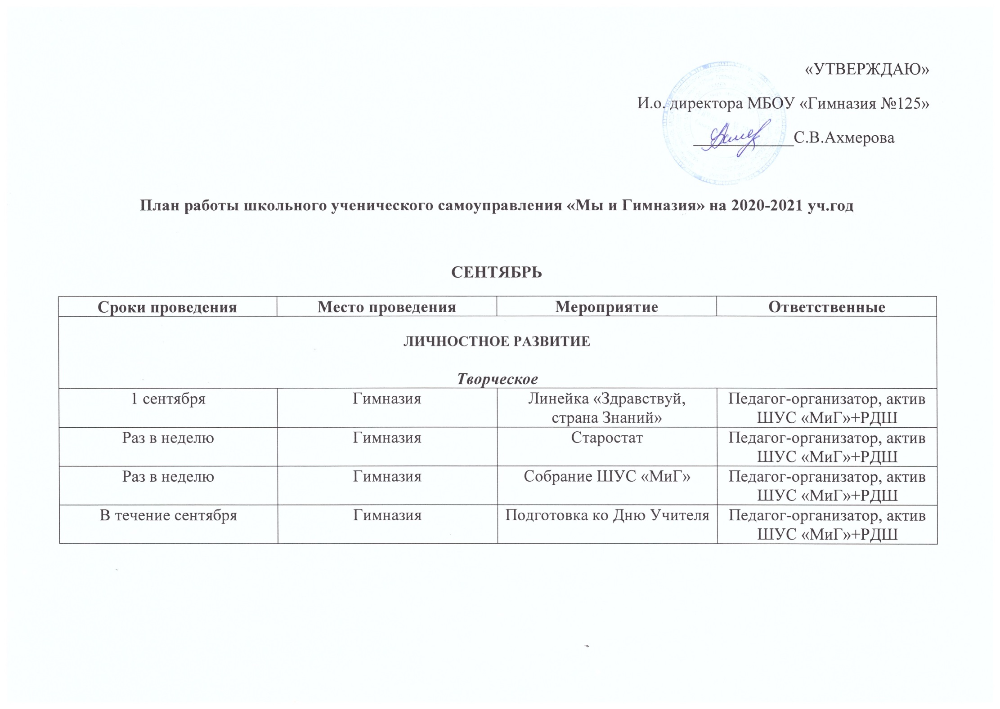 «УТВЕРЖДАЮ»
И.о. директора МБОУ «Гимназия №125»
____________С.В.Ахмерова
План работы школьного ученического самоуправления «Мы и Гимназия» на 2020-2021 уч.год
СЕНТЯБРЬ
Сроки проведения Место проведения Мероприятие Ответственные
ЛИЧНОСТНОЕ РАЗВИТИЕ
Творческое
1 сентября Гимназия Линейка «Здравствуй, Педагог-организатор, актив
страна Знаний» ШУС «МиГ»+РДШ
Раз в неделю Гимназия Старостат Педагог-организатор, актив
ШУС «МиГ»+РДШ
Раз в неделю Гимназия Собрание ШУС «МиГ» Педагог-организатор, актив
ШУС «МиГ»+РДШ
В течение сентября Гимназия Подготовка ко Дню Учителя Педагог-организатор, актив
ШУС «МиГ»+РДШ